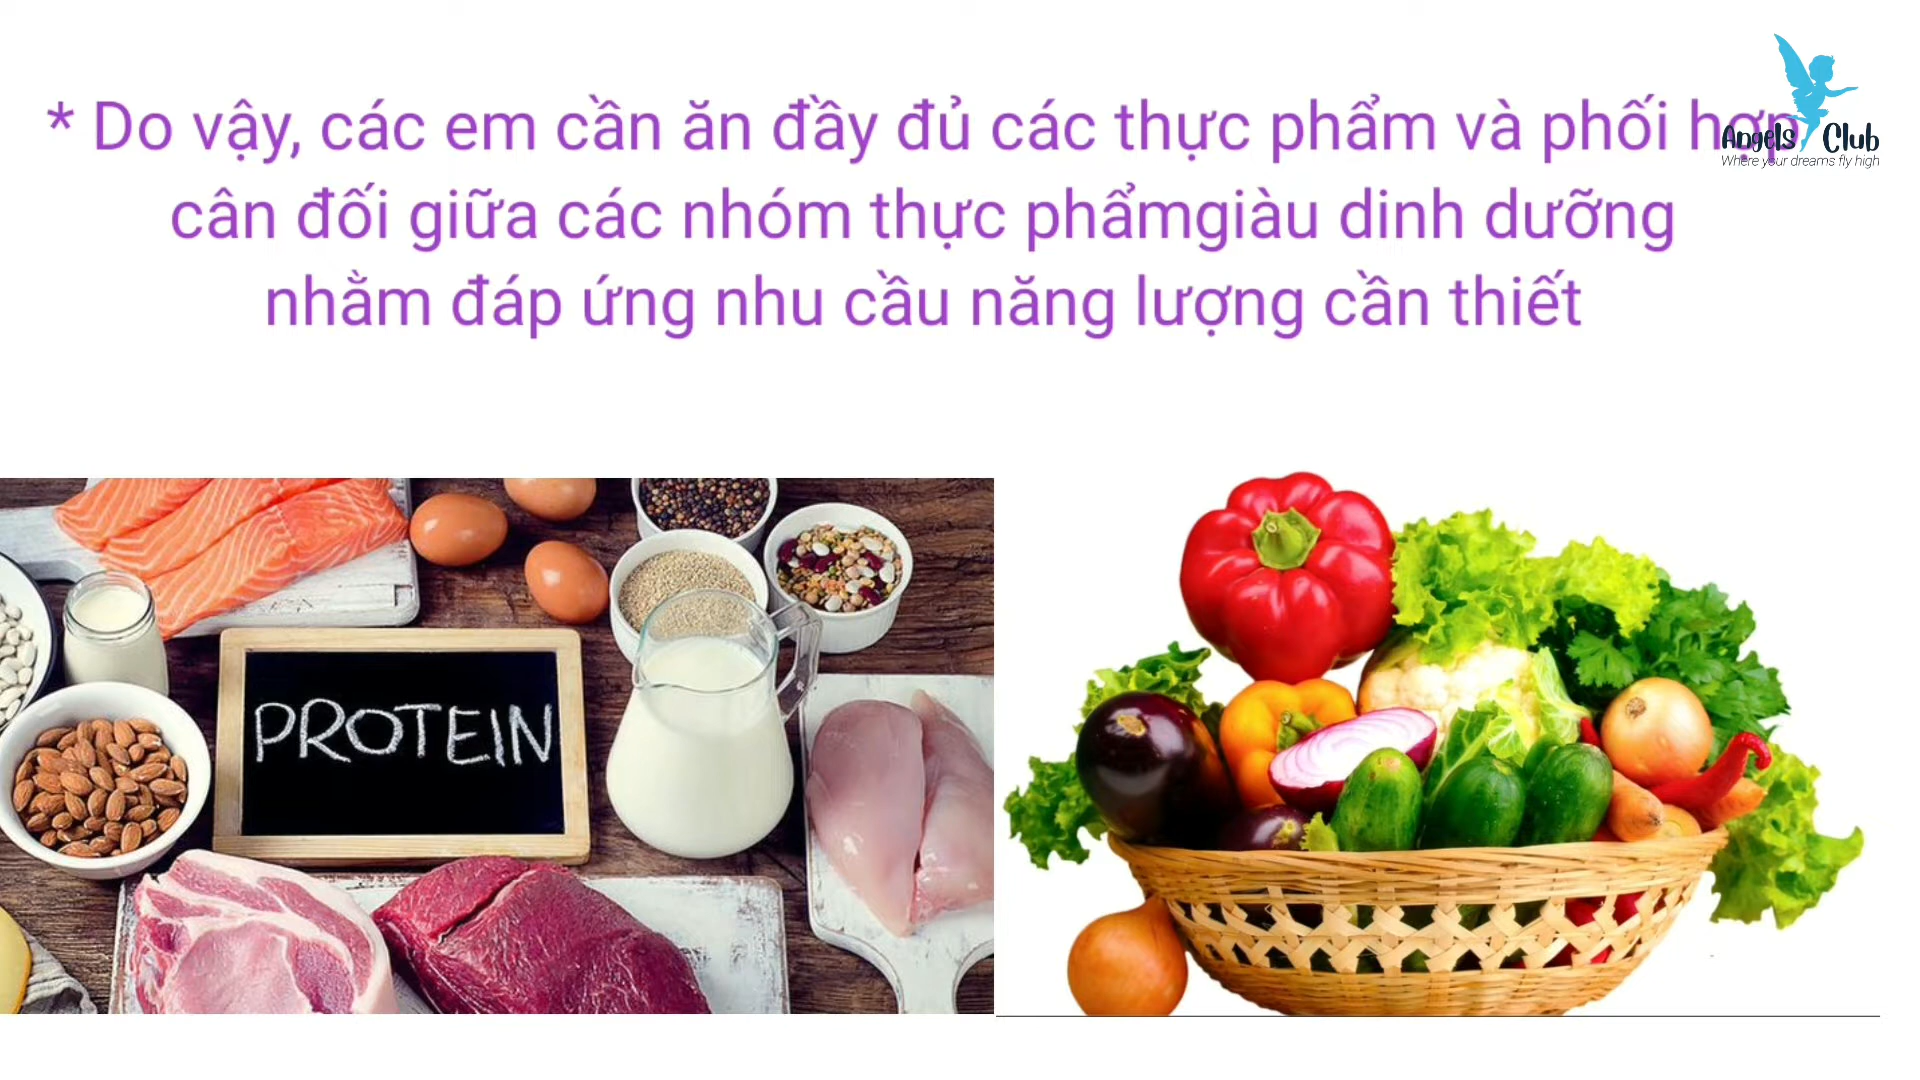 * Do vậy, các em cần ăn đầy đủ các thực phẩm và phối hợp
cân đối giữa các nhóm thực phẩmgiàu dinh dưỡng
nhằm đáp ứng nhu cầu năng lượng cần thiết
Angels Club
Where your dreams fly high
PROTEIN